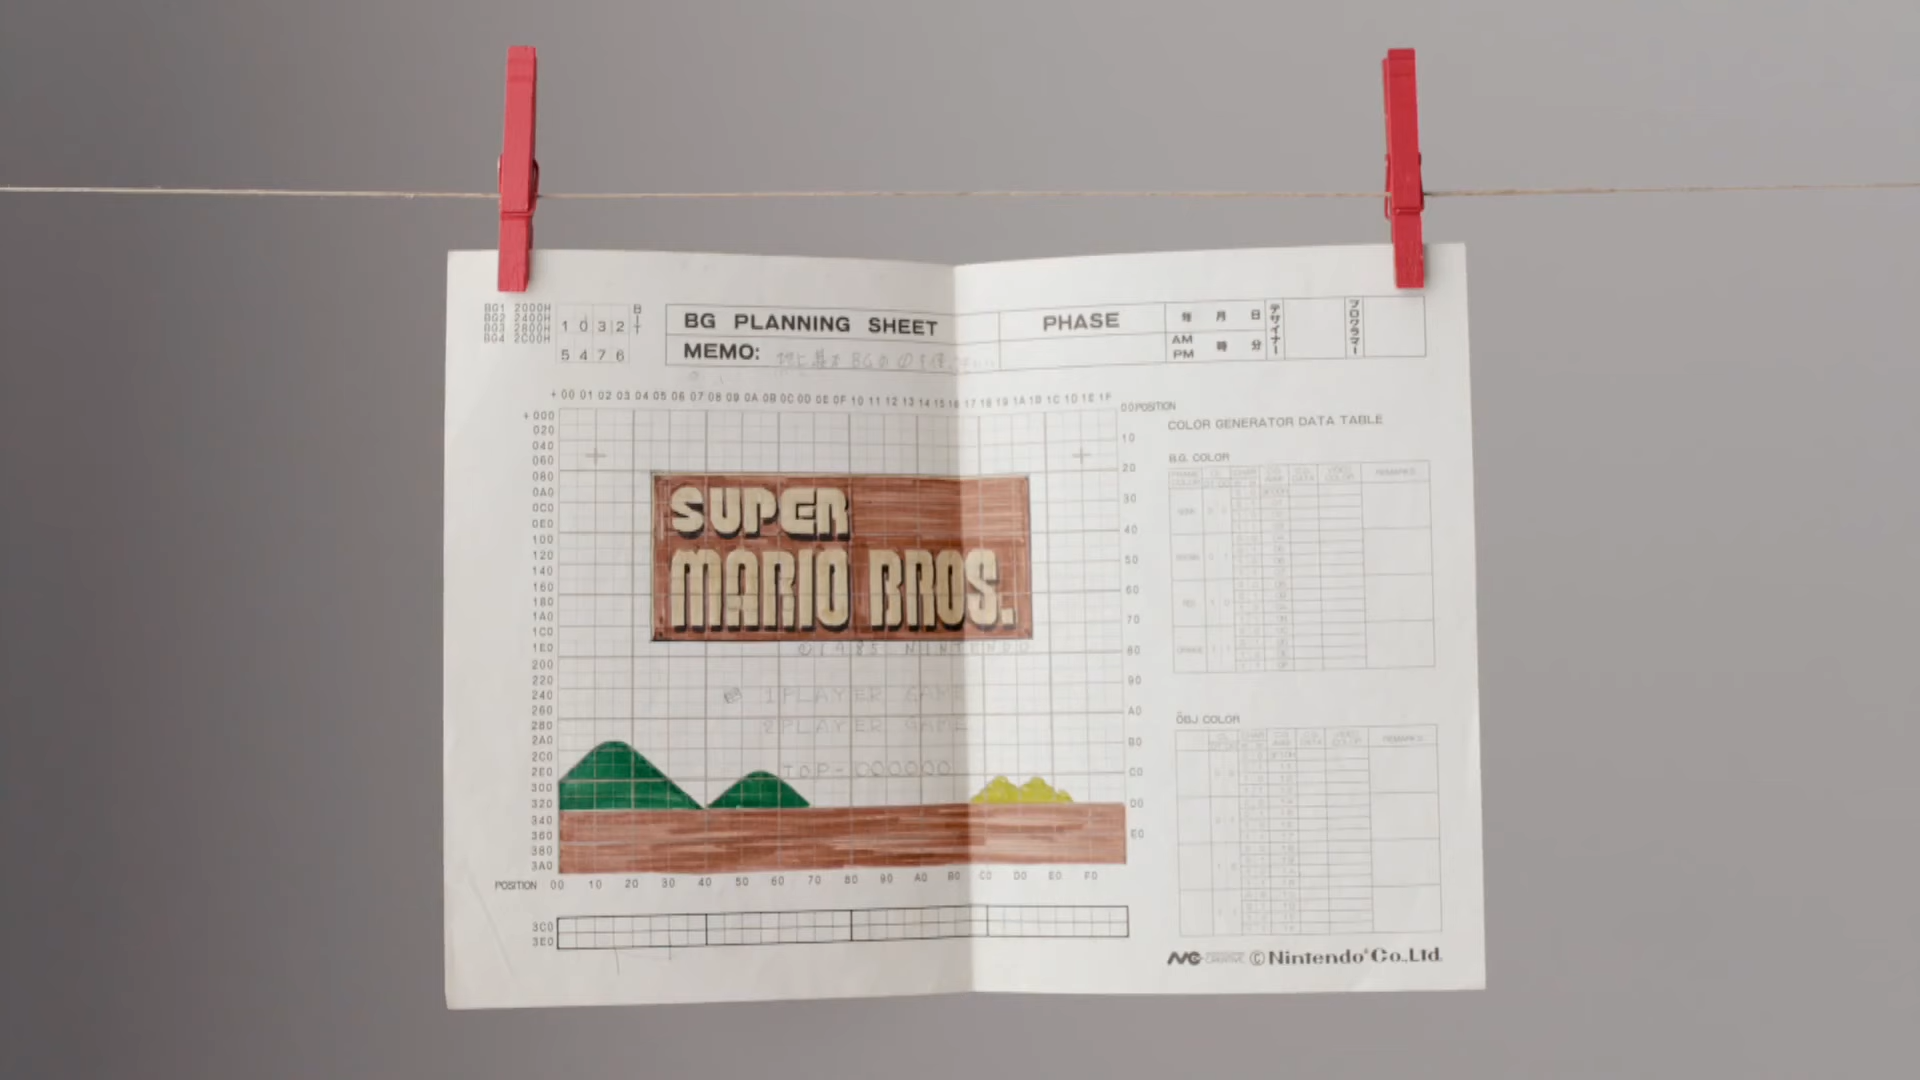 BG1 2000H
BG2 2400H
BG3 2800H
BG4 2C00H
1 0 3 2
BIT
5 4 7 6
BG PLANNING SHEET
PHASE
年 月 日
デザイナー
プログラマー
MEMO:
AM
PM
時 分
+ 00 01 02 03 04 05 06 07 08 09 0A 0B 0C 0D 0E 0F 10 11 12 13 14 15 16 17 18 19 1A 1B 1C 1D 1E 1F
00 POSITION
+ 000
020
040
060
080
0A0
0C0
0E0
100
120
140
160
180
1A0
1C0
1E0
200
220
240
260
280
2A0
2C0
2E0
300
320
340
360
380
3A0
10
20
30
40
50
60
70
80
90
A0
B0
C0
D0
E0
SUPER
MARIO BROS.
©1985 NINTENDO
1 PLAYER GAME
2 PLAYER GAME
TOP- 000000
POSITION 00 10 20 30 40 50 60 70 80 90 A0 B0 C0 D0 E0 F0
3C0
3E0
COLOR GENERATOR DATA TABLE
B.G. COLOR
REMARKS
OBJ COLOR
REMARKS
©Nintendo Co.,Ltd.